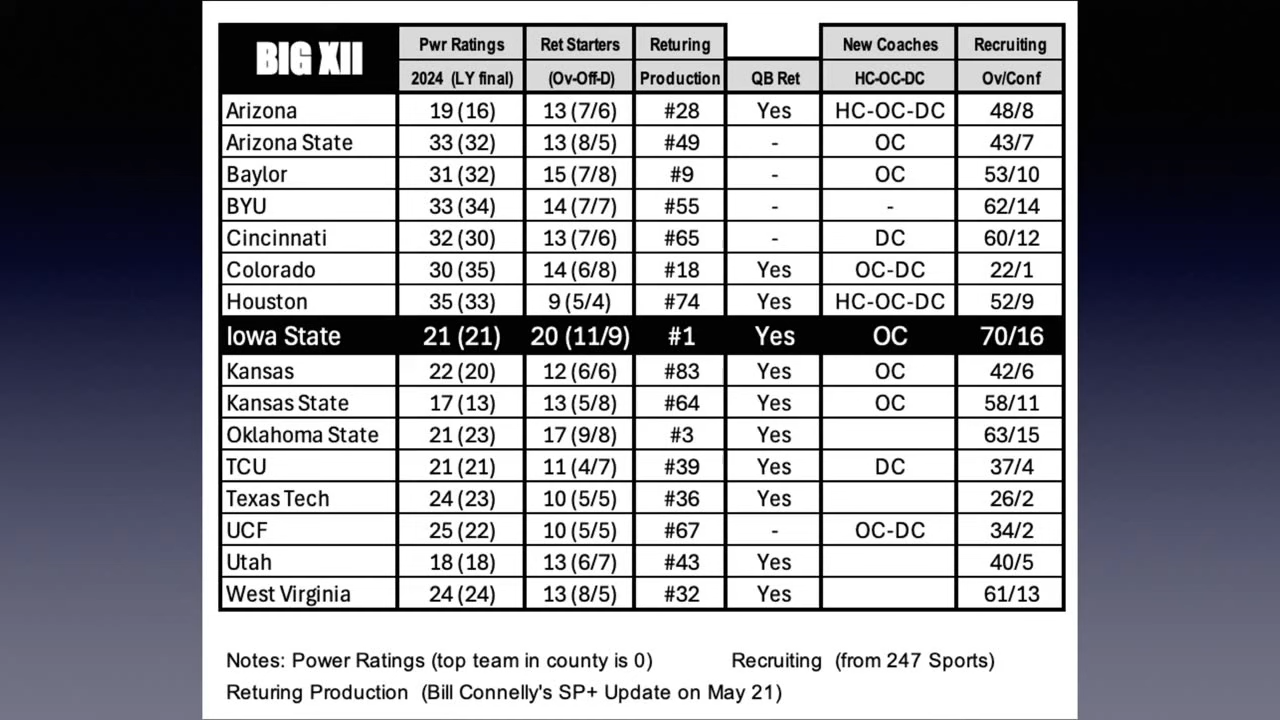 BIG XII Pwr Ratings Ret Starters Returing New Coaches Recruiting
2024 (LY final) (Ov-Off-D) Production QB Ret HC-OC-DC Ov/Conf
Arizona 19 (16) 13 (7/6) #28 Yes HC-OC-DC 48/8
Arizona State 33 (32) 13 (8/5) #49 - OC 43/7
Baylor 31 (32) 15 (7/8) #9 - OC 53/10
BYU 33 (34) 14 (7/7) #55 - - 62/14
Cincinnati 32 (30) 13 (7/6) #65 - DC 60/12
Colorado 30 (35) 14 (6/8) #18 Yes OC-DC 22/1
Houston 35 (33) 9 (5/4) #74 Yes HC-OC-DC 52/9
Iowa State 21 (21) 20 (11/9) #1 Yes OC 70/16
Kansas 22 (20) 12 (6/6) #83 Yes OC 42/6
Kansas State 17 (13) 13 (5/8) #64 Yes OC 58/11
Oklahoma State 21 (23) 17 (9/8) #3 Yes 63/15
TCU 21 (21) 11 (4/7) #39 Yes DC 37/4
Texas Tech 24 (23) 10 (5/5) #36 Yes 26/2
UCF 25 (22) 10 (5/5) #67 - OC-DC 34/2
Utah 18 (18) 13 (6/7) #43 Yes 40/5
West Virginia 24 (24) 13 (8/5) #32 Yes 61/13
Notes: Power Ratings (top team in county is 0) Recruiting (from 247 Sports)
Returing Production (Bill Connelly's SP+ Update on May 21)